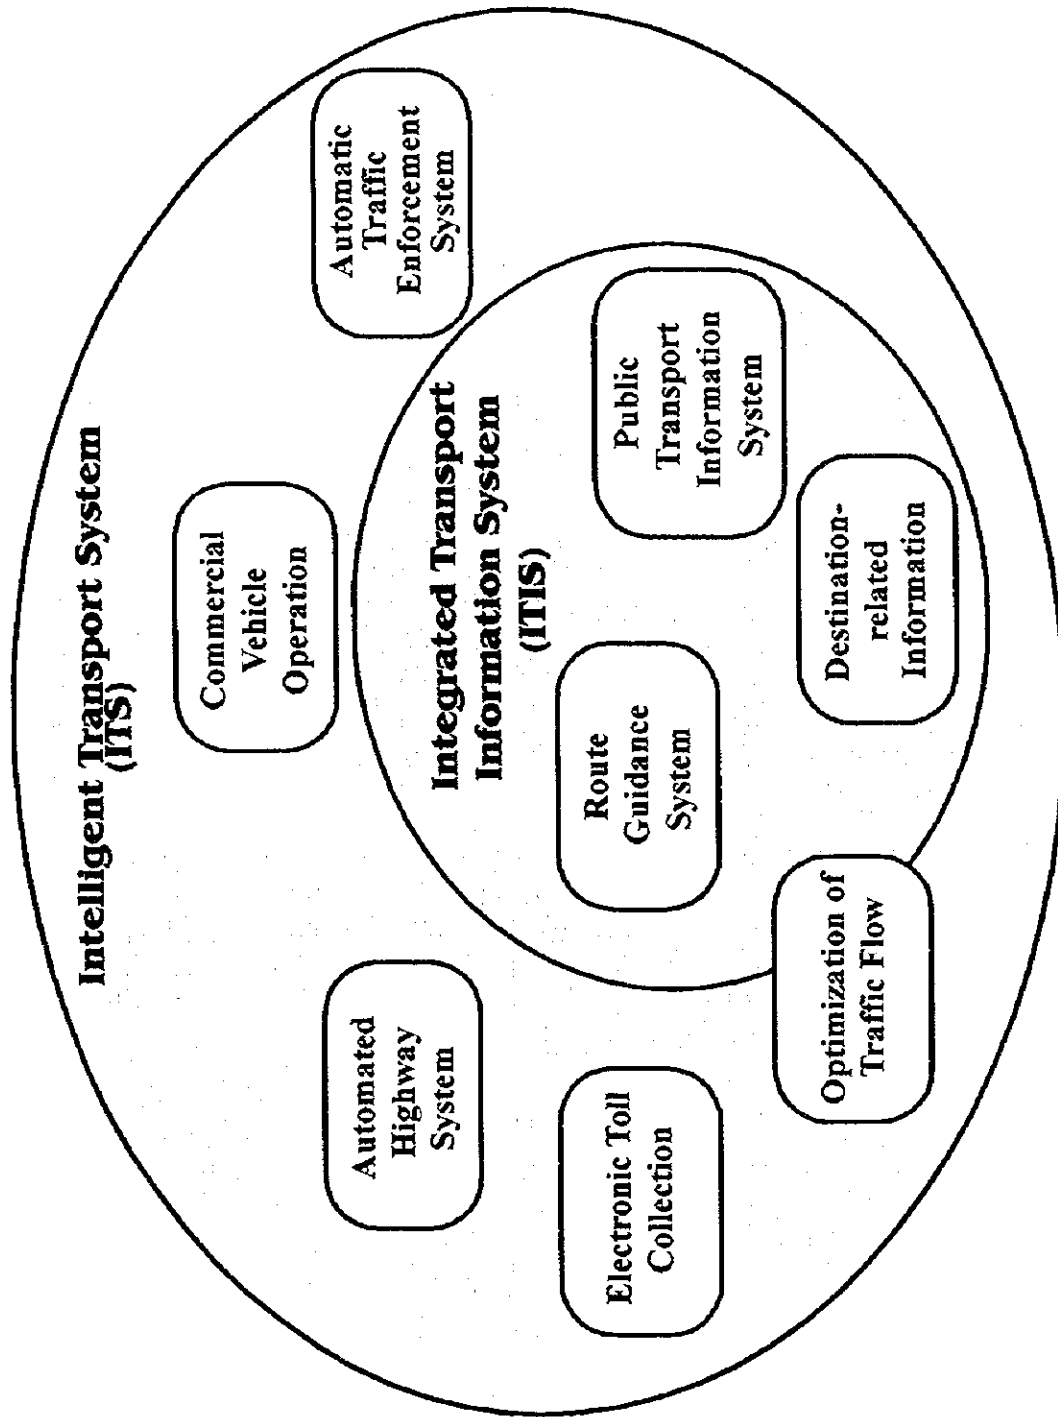 Intelligent Transport System
(ITS)
Commercial
Vehicle
Operation
Automated
Highway
System
Automatic
Traffic
Enforcement
System
Integrated Transport
Information System
(ITIS)
Electronic Toll
Collection
Route
Guidance
System
Public
Transport
Information
System
Optimization of
Traffic Flow
Destination-
related
Information